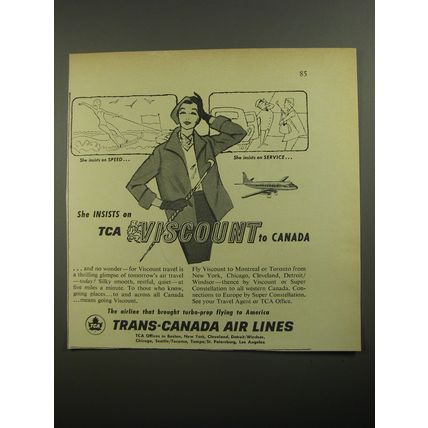 85
She insists on SPEED...
She insists on SERVICE...
She INSISTS on
TCA VISCOUNT to CANADA
...and no wonder—for Viscount travel is
a thrilling glimpse of tomorrow's air travel
—today! Silky smooth, restful, quiet—at
five miles a minute. To those who know,
going places...to and across all Canada
...means going Viscount.
Fly Viscount to Montreal or Toronto from
New York, Chicago, Cleveland, Detroit/
Windsor—thence by Viscount or Super
Constellation to all western Canada. Con-
nections to Europe by Super Constellation.
See your Travel Agent or TCA Office.
The airline that brought turbo-prop flying to America
TCA
TRANS-CANADA AIR LINES
TCA Offices in Boston, New York, Cleveland, Detroit/Windsor,
Chicago, Seattle/Tacoma, Tampa/St. Petersburg, Los Angeles